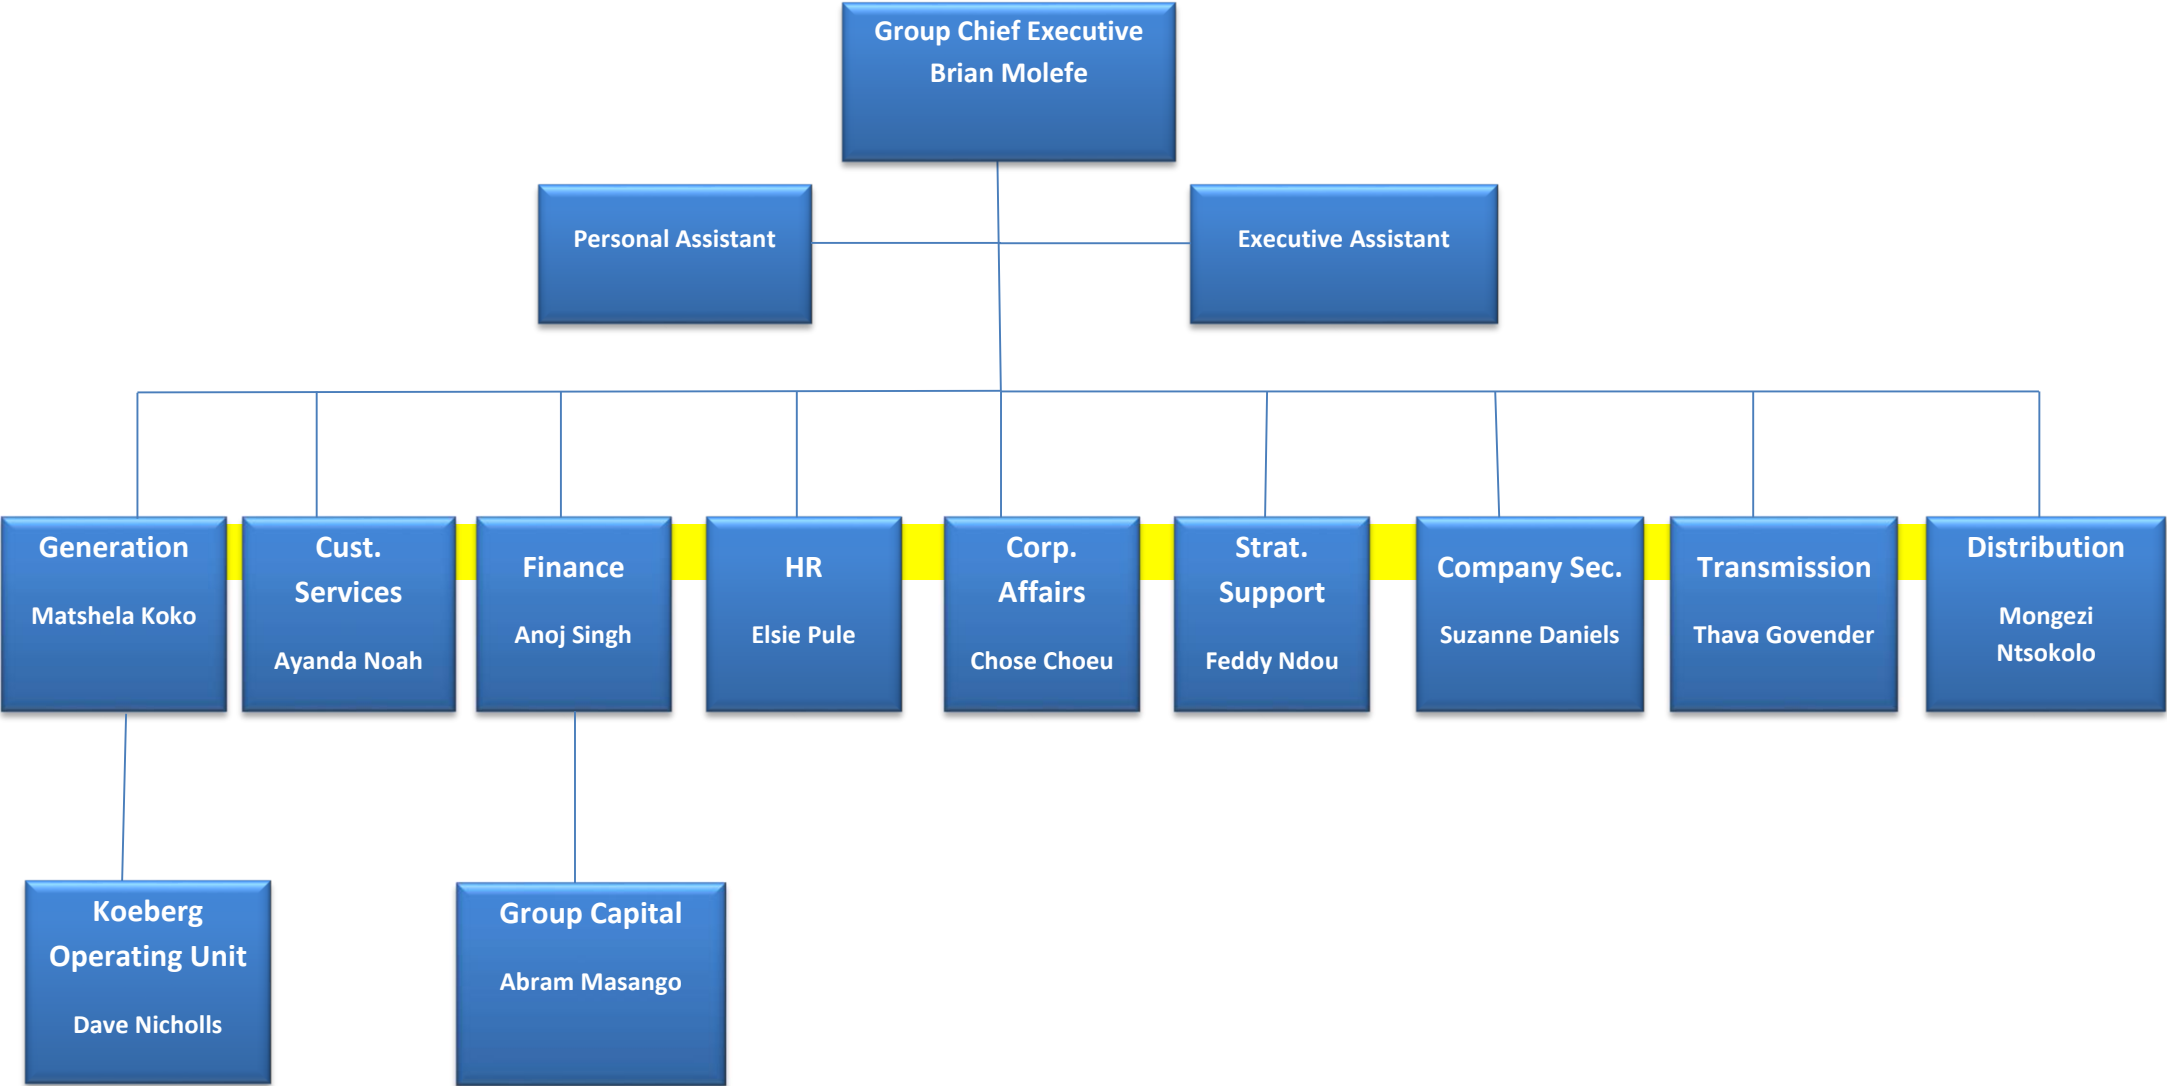 Group Chief Executive
Brian Molefe
Personal Assistant
Executive Assistant
Generation
Matshela Koko
Cust.
Services
Ayanda Noah
Finance
Anoj Singh
HR
Elsie Pule
Corp.
Affairs
Chose Choeu
Strat.
Support
Feddy Ndou
Company Sec.
Suzanne Daniels
Transmission
Thava Govender
Distribution
Mongezi
Ntsokolo
Koeberg
Operating Unit
Dave Nicholls
Group Capital
Abram Masango